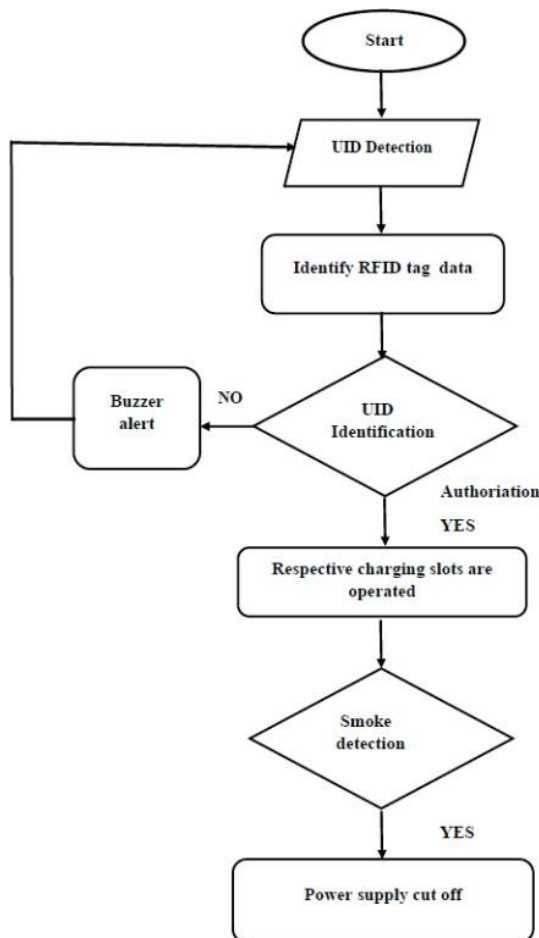 Start
UID Detection
Identify RFID tag data
Buzzer
alert
NO
UID
Identification
Authoriation
YES
Respective charging slots are
operated
Smoke
detection
YES
Power supply cut off